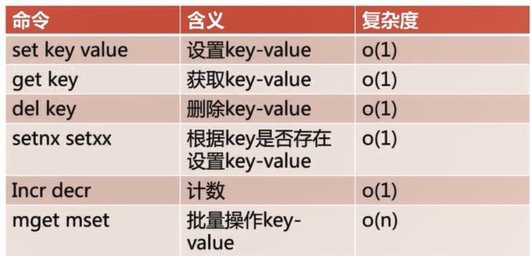 命令 含义 复杂度
set key value 设置key-value o(1)
get key 获取key-value o(1)
del key 删除key-value o(1)
setnx setxx 根据key是否存在 o(1)
设置key-value
Incr decr 计数 o(1)
mget mset 批量操作key- o(n)
value